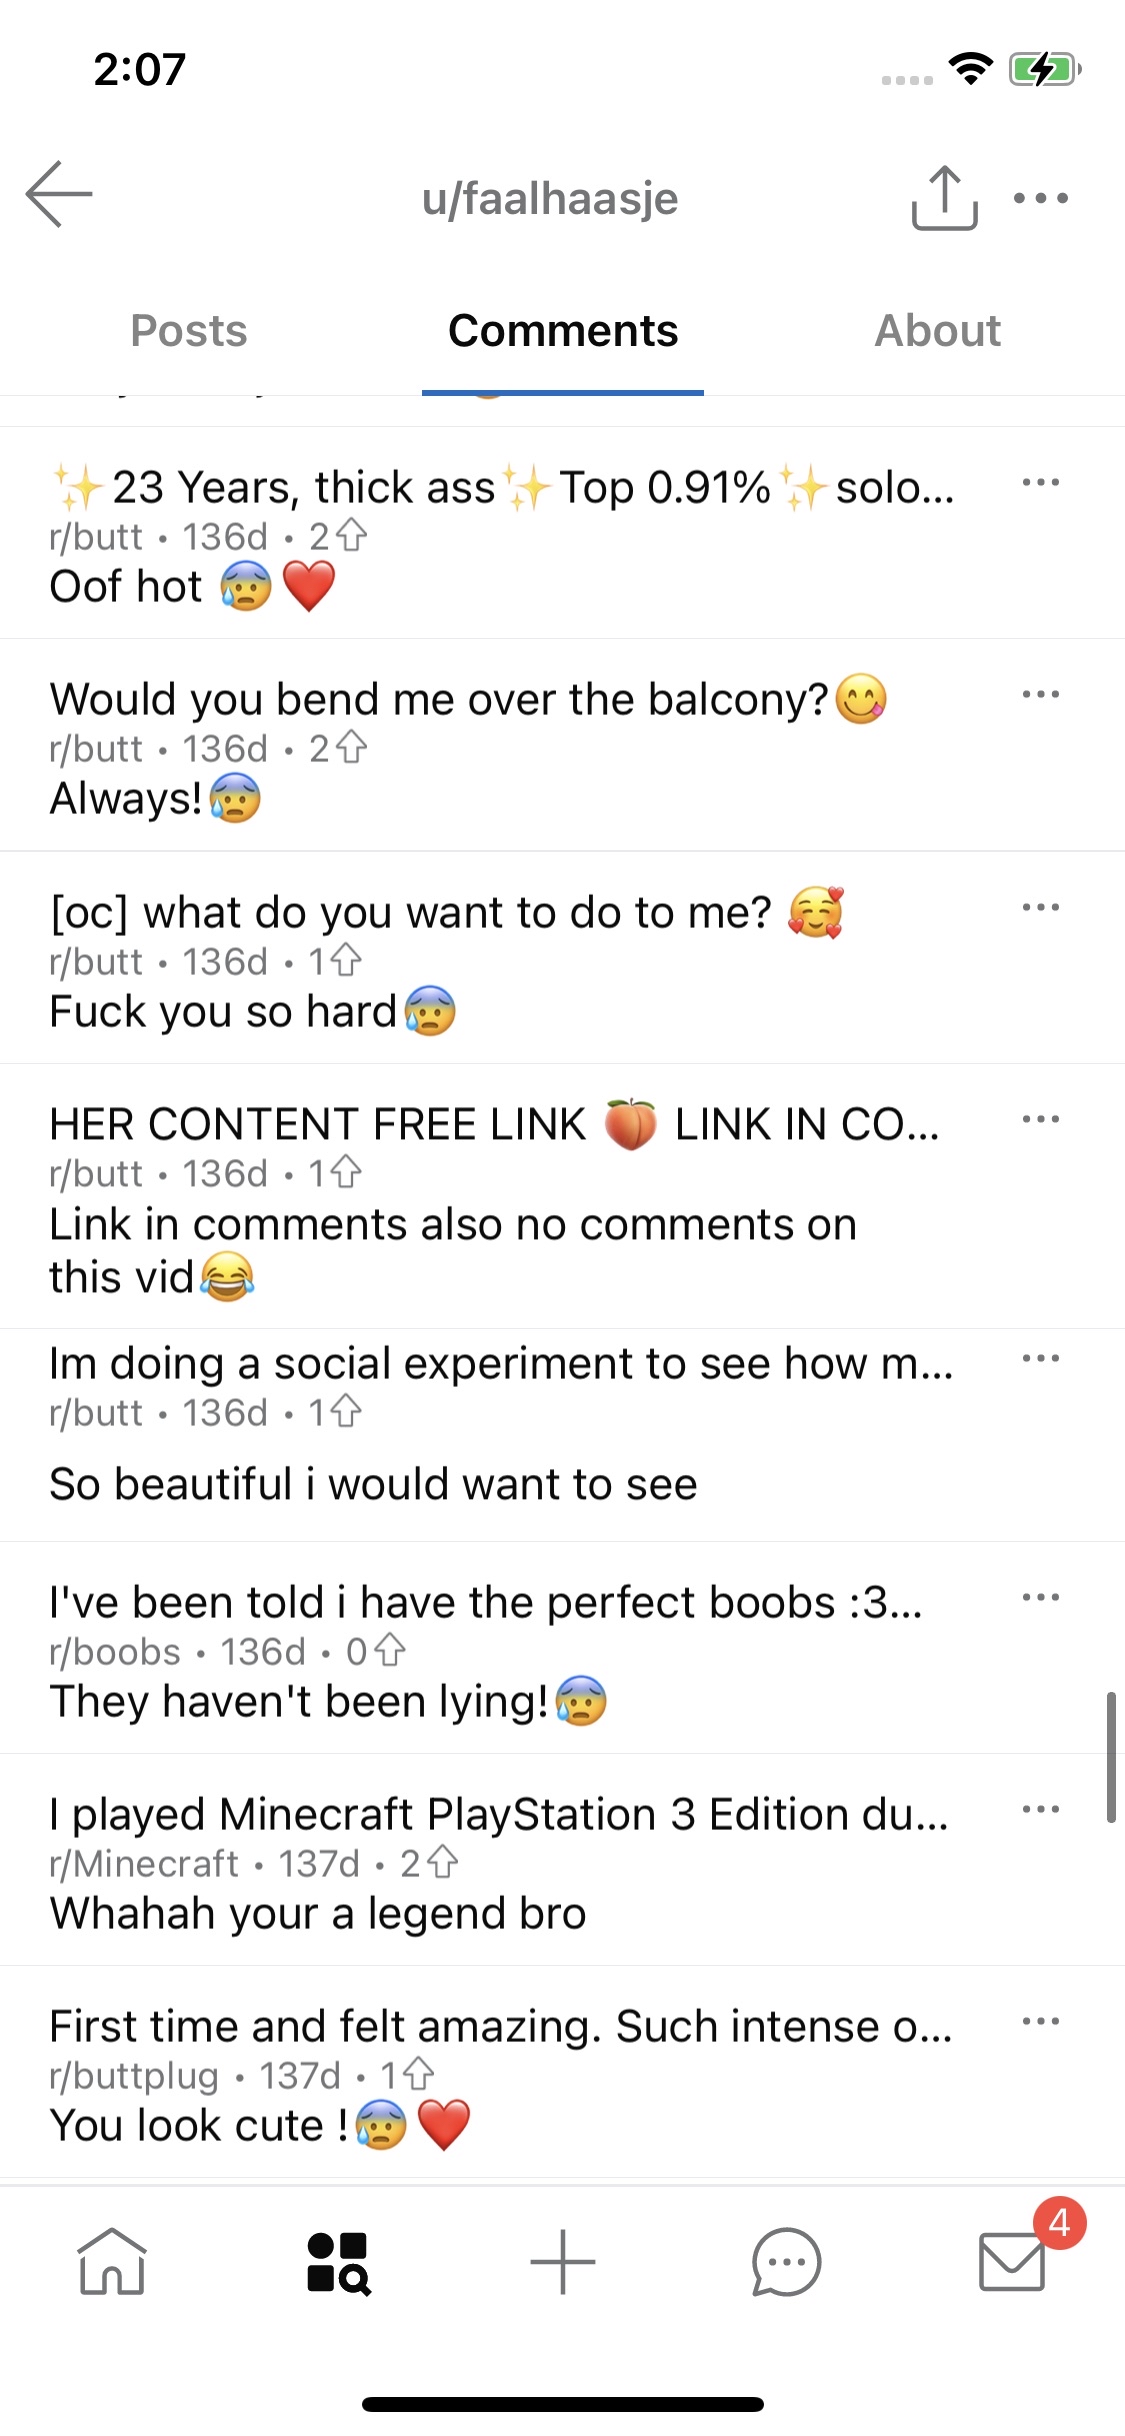 2:07
u/faalhaasje
Posts Comments About
✨23 Years, thick ass✨Top 0.91%✨solo...
r/butt • 136d • 2
Oof hot 😰❤️
Would you bend me over the balcony?😋
r/butt • 136d • 2
Always!😰
[oc] what do you want to do to me? 🥰
r/butt • 136d • 1
Fuck you so hard😰
HER CONTENT FREE LINK 🍑 LINK IN CO...
r/butt • 136d • 1
Link in comments also no comments on
this vid😂
Im doing a social experiment to see how m...
r/butt • 136d • 1
So beautiful i would want to see
I've been told i have the perfect boobs :3...
r/boobs • 136d • 0
They haven't been lying!😰
I played Minecraft PlayStation 3 Edition du...
r/Minecraft • 137d • 2
Whahah your a legend bro
First time and felt amazing. Such intense o...
r/buttplug • 137d • 1
You look cute !😰❤️
4